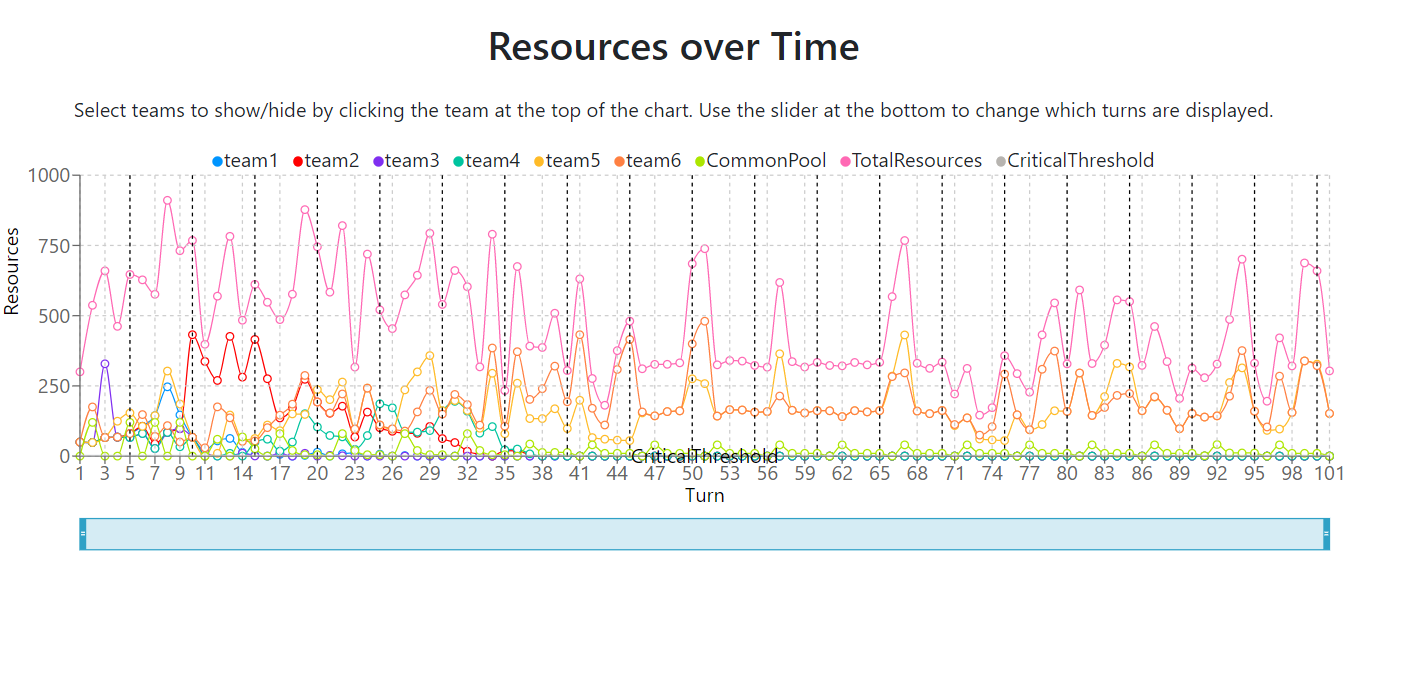 Resources over Time
Select teams to show/hide by clicking the team at the top of the chart. Use the slider at the bottom to change which turns are displayed.
team1 team2 team3 team4 team5 team6 CommonPool TotalResources CriticalThreshold
1000
750
500
250
0
Resources
CriticalThreshold
1 3 5 7 9 11 14 17 20 23 26 29 32 35 38 41 44 47 50 53 56 59 62 65 68 71 74 77 80 83 86 89 92 95 98 101
Turn